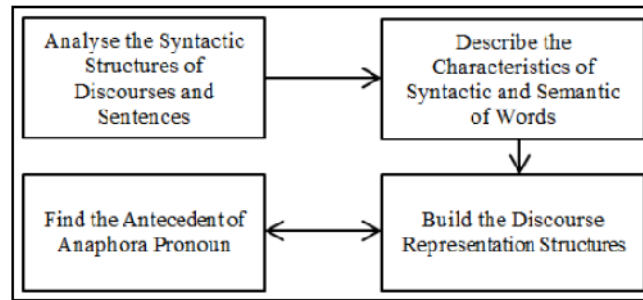 Analyse the Syntactic
Structures of
Discourses and
Sentences
Describe the
Characteristics of
Syntactic and Semantic
of Words
Find the Antecedent of
Anaphora Pronoun
Build the Discourse
Representation Structures